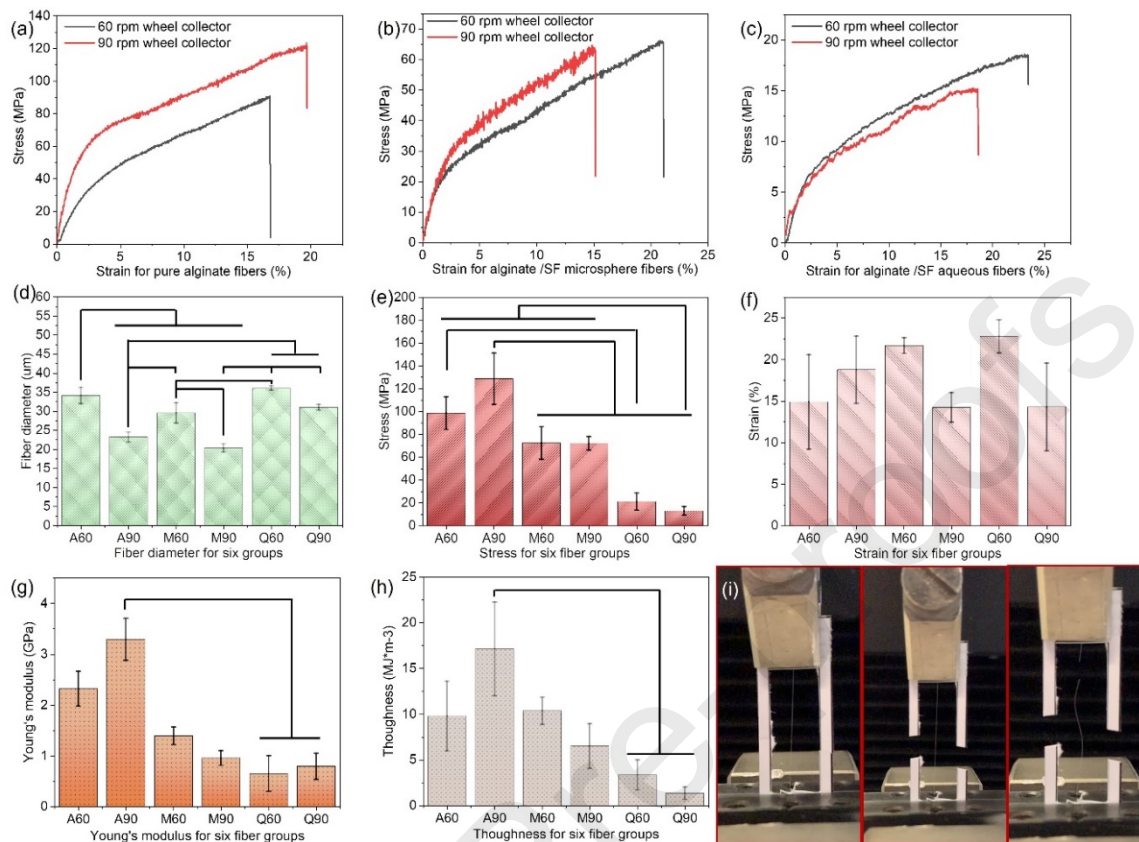 (a)
60 rpm wheel collector
90 rpm wheel collector
140
120
100
80
60
40
20
0
Stress (MPa)
0 5 10 15 20
Strain for pure alginate fibers (%)
(b)
60 rpm wheel collector
90 rpm wheel collector
70
60
50
40
30
20
10
0
Stress (MPa)
0 5 10 15 20 25
Strain for alginate /SF microsphere fibers (%)
(c)
60 rpm wheel collector
90 rpm wheel collector
25
20
15
10
5
0
Stress (MPa)
0 5 10 15 20 25
Strain for alginate /SF aqueous fibers (%)
(d)
60
55
50
45
40
35
30
25
20
15
10
5
0
Fiber diameter (um)
A60 A90 M60 M90 Q60 Q90
Fiber diameter for six groups
(e)
200
180
160
140
120
100
80
60
40
20
0
Stress (MPa)
A60 A90 M60 M90 Q60 Q90
Stress for six fiber groups
(f)
25
20
15
10
5
0
Strain (%)
A60 A90 M60 M90 Q60 Q90
Strain for six fiber groups
(g)
4
3
2
1
0
Young's modulus (GPa)
A60 A90 M60 M90 Q60 Q90
Young's modulus for six fiber groups
(h)
25
20
15
10
5
0
Thoughness (MJ*m-3)
A60 A90 M60 M90 Q60 Q90
Thoughness for six fiber groups
(i)